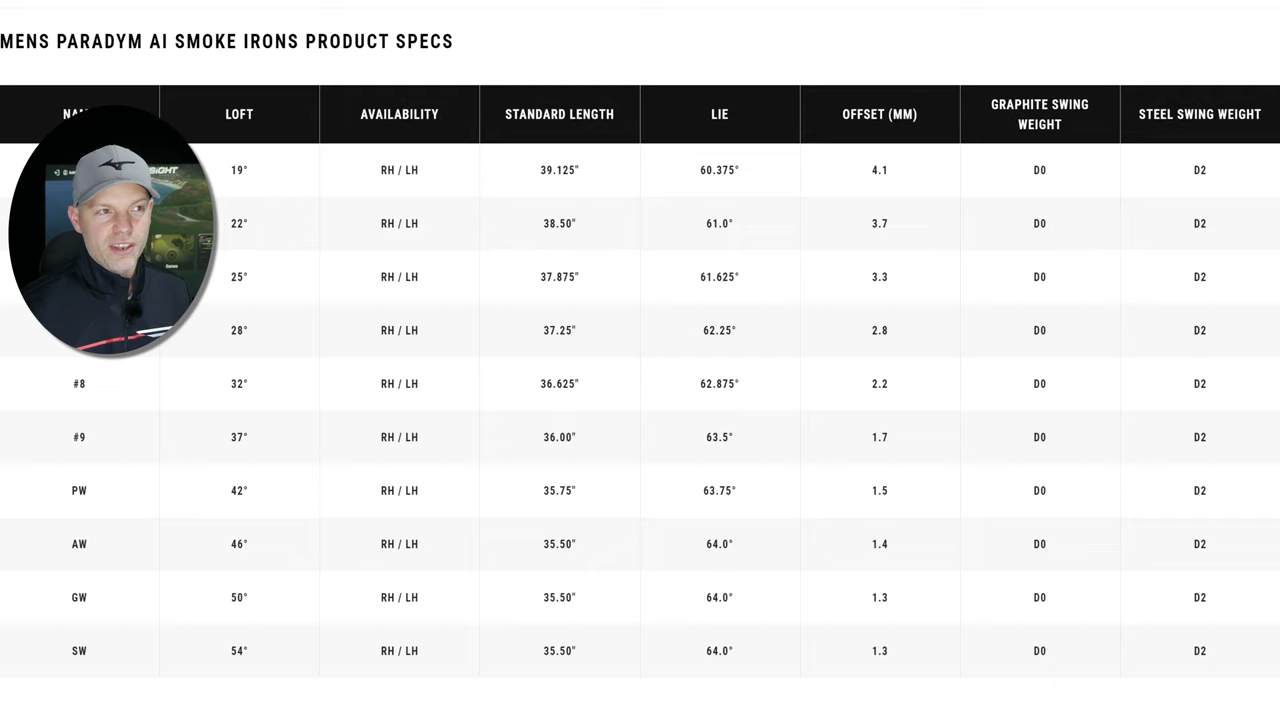 MENS PARADYM AI SMOKE IRONS PRODUCT SPECS
LOFT AVAILABILITY STANDARD LENGTH LIE OFFSET (MM) GRAPHITE SWING WEIGHT STEEL SWING WEIGHT
19° RH / LH 39.125" 60.375° 4.1 D0 D2
22° RH / LH 38.50" 61.0° 3.7 D0 D2
25° RH / LH 37.875" 61.625° 3.3 D0 D2
28° RH / LH 37.25" 62.25° 2.8 D0 D2
#8 32° RH / LH 36.625" 62.875° 2.2 D0 D2
#9 37° RH / LH 36.00" 63.5° 1.7 D0 D2
PW 42° RH / LH 35.75" 63.75° 1.5 D0 D2
AW 46° RH / LH 35.50" 64.0° 1.4 D0 D2
GW 50° RH / LH 35.50" 64.0° 1.3 D0 D2
SW 54° RH / LH 35.50" 64.0° 1.3 D0 D2